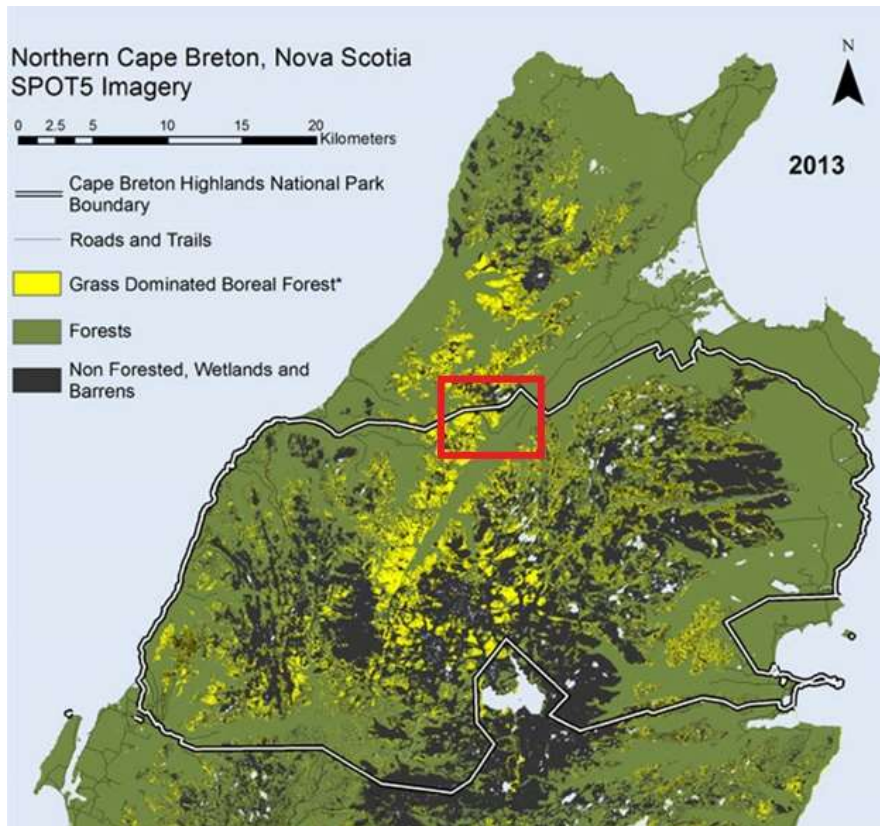 Northern Cape Breton, Nova Scotia
SPOT5 Imagery
0 2.5 5 10 15 20
Kilometers
Cape Breton Highlands National Park
Boundary
Roads and Trails
Grass Dominated Boreal Forest*
Forests
Non Forested, Wetlands and
Barrens
N
2013